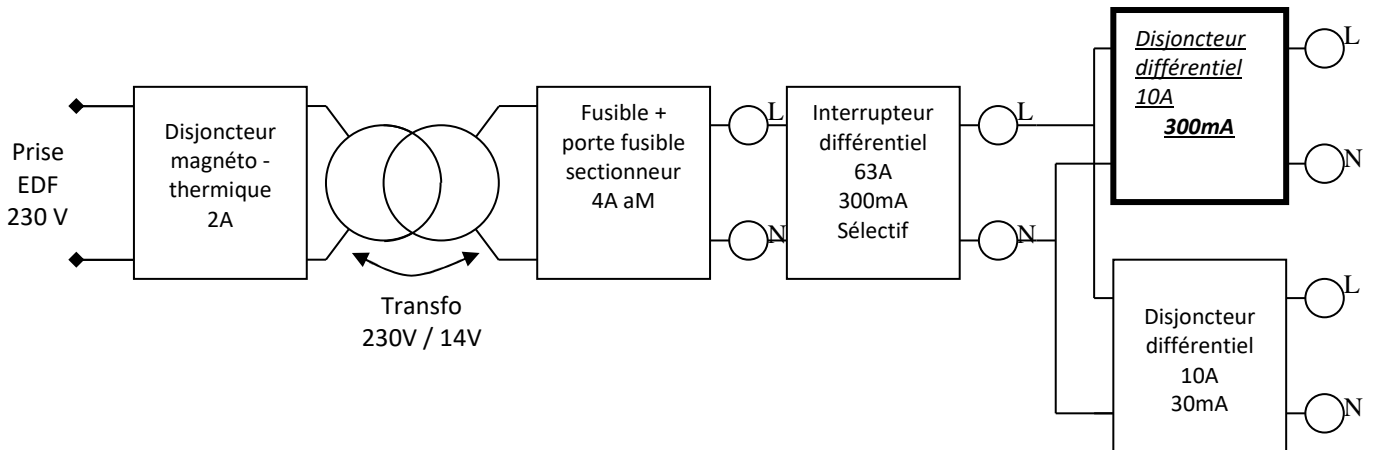 Prise
EDF
230 V
Disjoncteur
magnéto -
thermique
2A
Transfo
230V / 14V
Fusible +
porte fusible
sectionneur
4A aM
L
N
Interrupteur
différentiel
63A
300mA
Sélectif
L
N
Disjoncteur
différentiel
10A
300mA
L
N
Disjoncteur
différentiel
10A
30mA
L
N